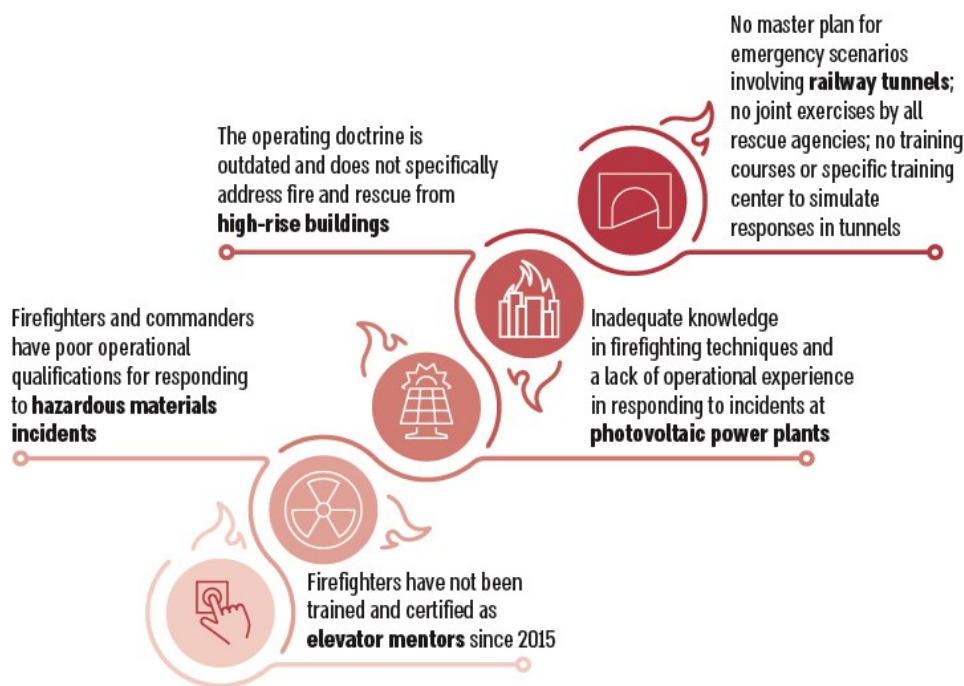 No master plan for
emergency scenarios
involving railway tunnels;
no joint exercises by all
rescue agencies; no training
courses or specific training
center to simulate
responses in tunnels
The operating doctrine is
outdated and does not specifically
address fire and rescue from
high-rise buildings
Inadequate knowledge
in firefighting techniques and
a lack of operational experience
in responding to incidents at
photovoltaic power plants
Firefighters and commanders
have poor operational
qualifications for responding
to hazardous materials
incidents
Firefighters have not been
trained and certified as
elevator mentors since 2015